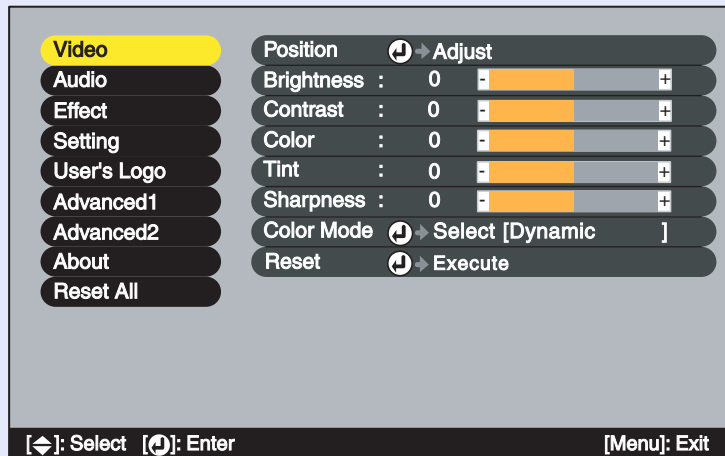 Video
Audio
Effect
Setting
User's Logo
Advanced1
Advanced2
About
Reset All
Position Adjust
Brightness : 0 - +
Contrast : 0 - +
Color : 0 - +
Tint : 0 - +
Sharpness : 0 - +
Color Mode Select [Dynamic ]
Reset Execute
[ ]: Select [ ]: Enter [Menu]: Exit